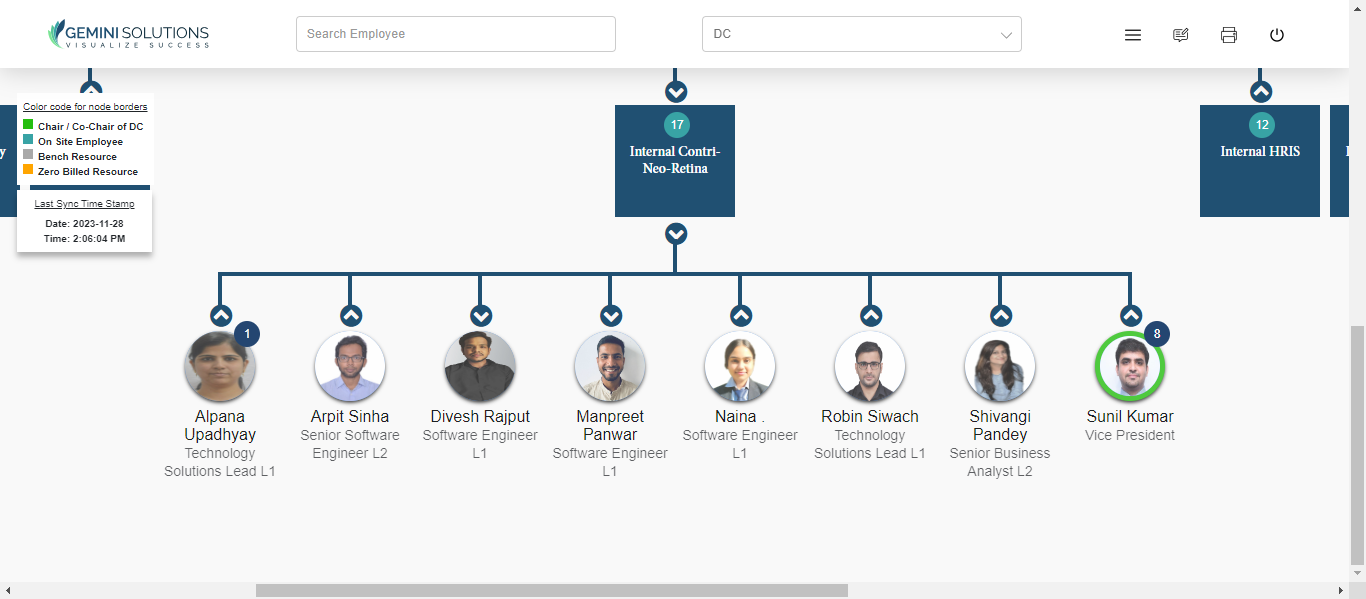 GEMINI SOLUTIONS
VISUALIZE SUCCESS
Search Employee
DC
Color code for node borders
Chair / Co-Chair of DC
On Site Employee
Bench Resource
Zero Billed Resource
Last Sync Time Stamp
Date: 2023-11-28
Time: 2:06:04 PM
y
17
Internal Contri-
Neo-Retina
12
Internal HRIS
1
Alpana
Upadhyay
Technology
Solutions Lead L1
Arpit Sinha
Senior Software
Engineer L2
Divesh Rajput
Software Engineer
L1
Manpreet
Panwar
Software Engineer
L1
Naina .
Software Engineer
L1
Robin Siwach
Technology
Solutions Lead L1
Shivangi
Pandey
Senior Business
Analyst L2
8
Sunil Kumar
Vice President